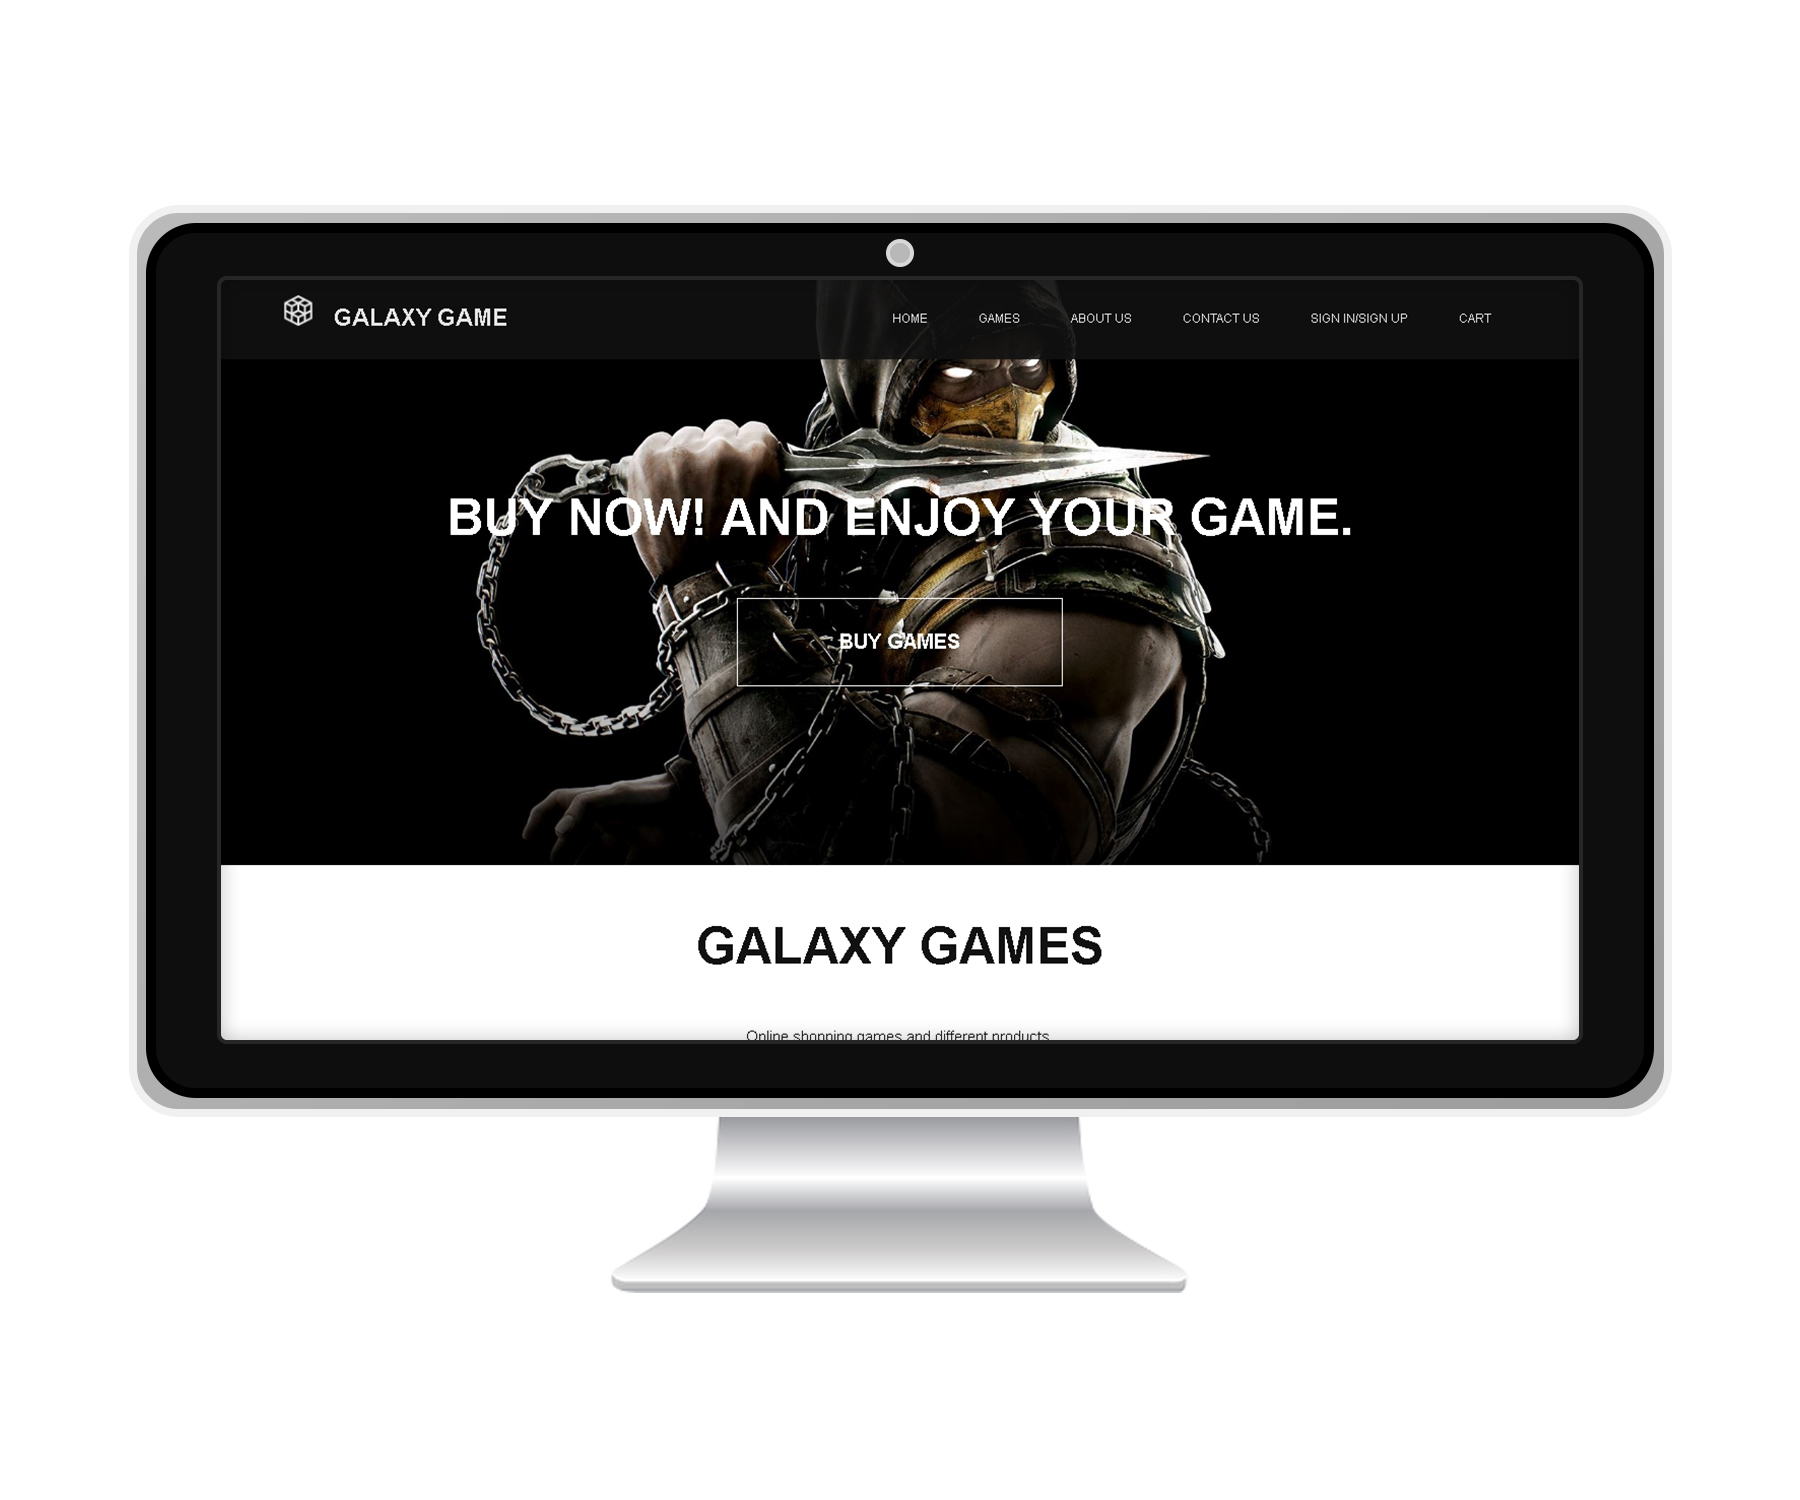 GALAXY GAME
HOME GAMES ABOUT US CONTACT US SIGN IN/SIGN UP CART
BUY NOW! AND ENJOY YOUR GAME.
BUY GAMES
GALAXY GAMES
Online shopping games and different products